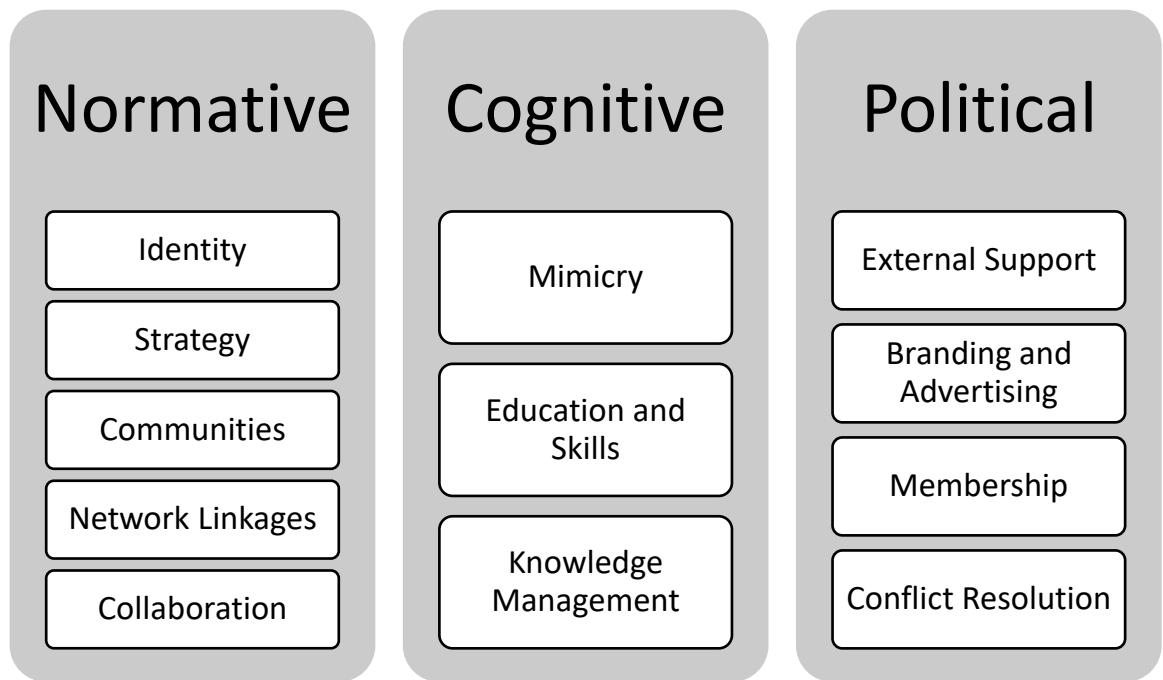 Normative
Identity
Strategy
Communities
Network Linkages
Collaboration
Cognitive
Mimicry
Education and
Skills
Knowledge
Management
Political
External Support
Branding and
Advertising
Membership
Conflict Resolution